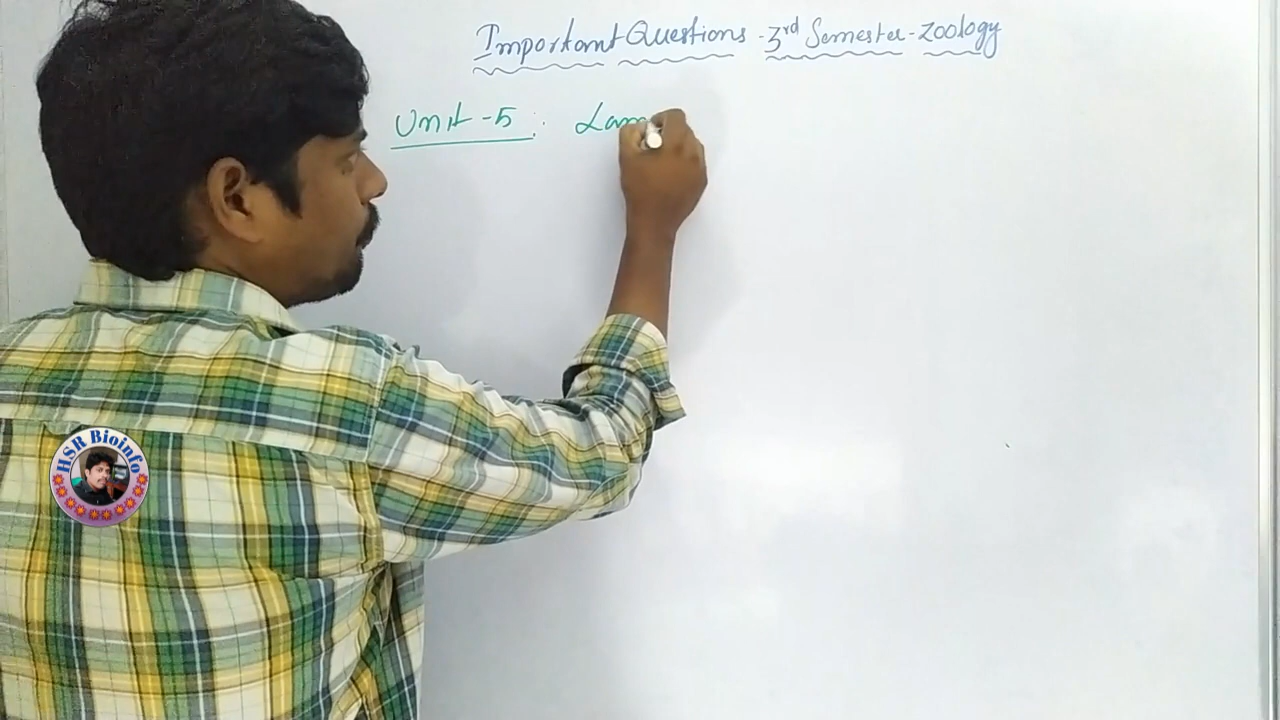 Important Questions - 3rd Semester - Zoology
Unit - 5 :
HSR Bioinfo